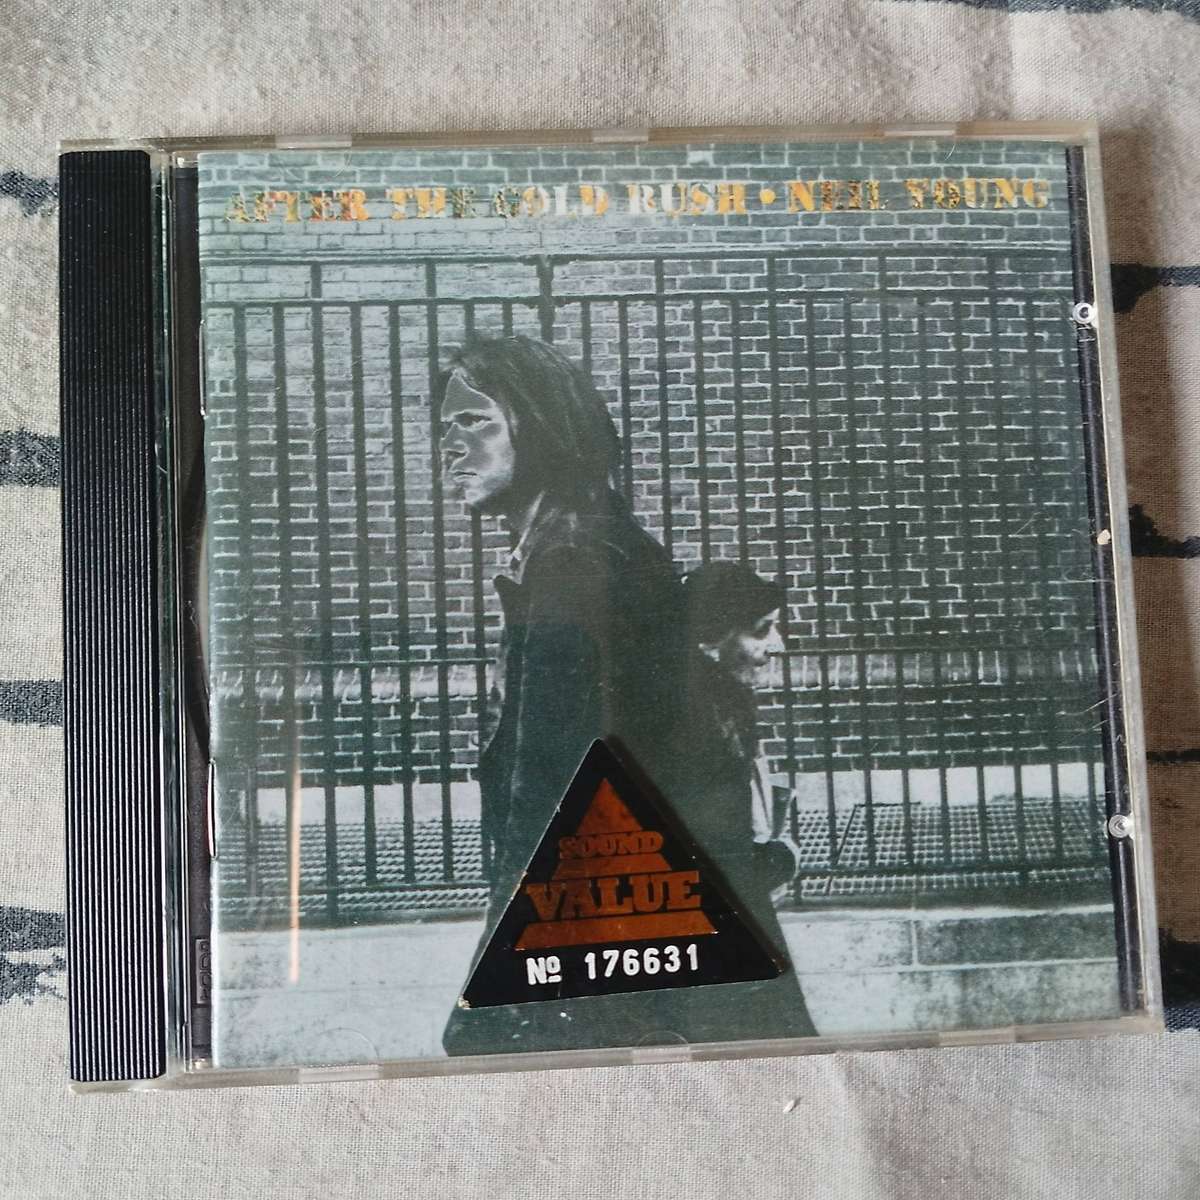 AFTER THE GOLD RUSH • NEIL YOUNG
SOUND
VALUE
Nº 176631